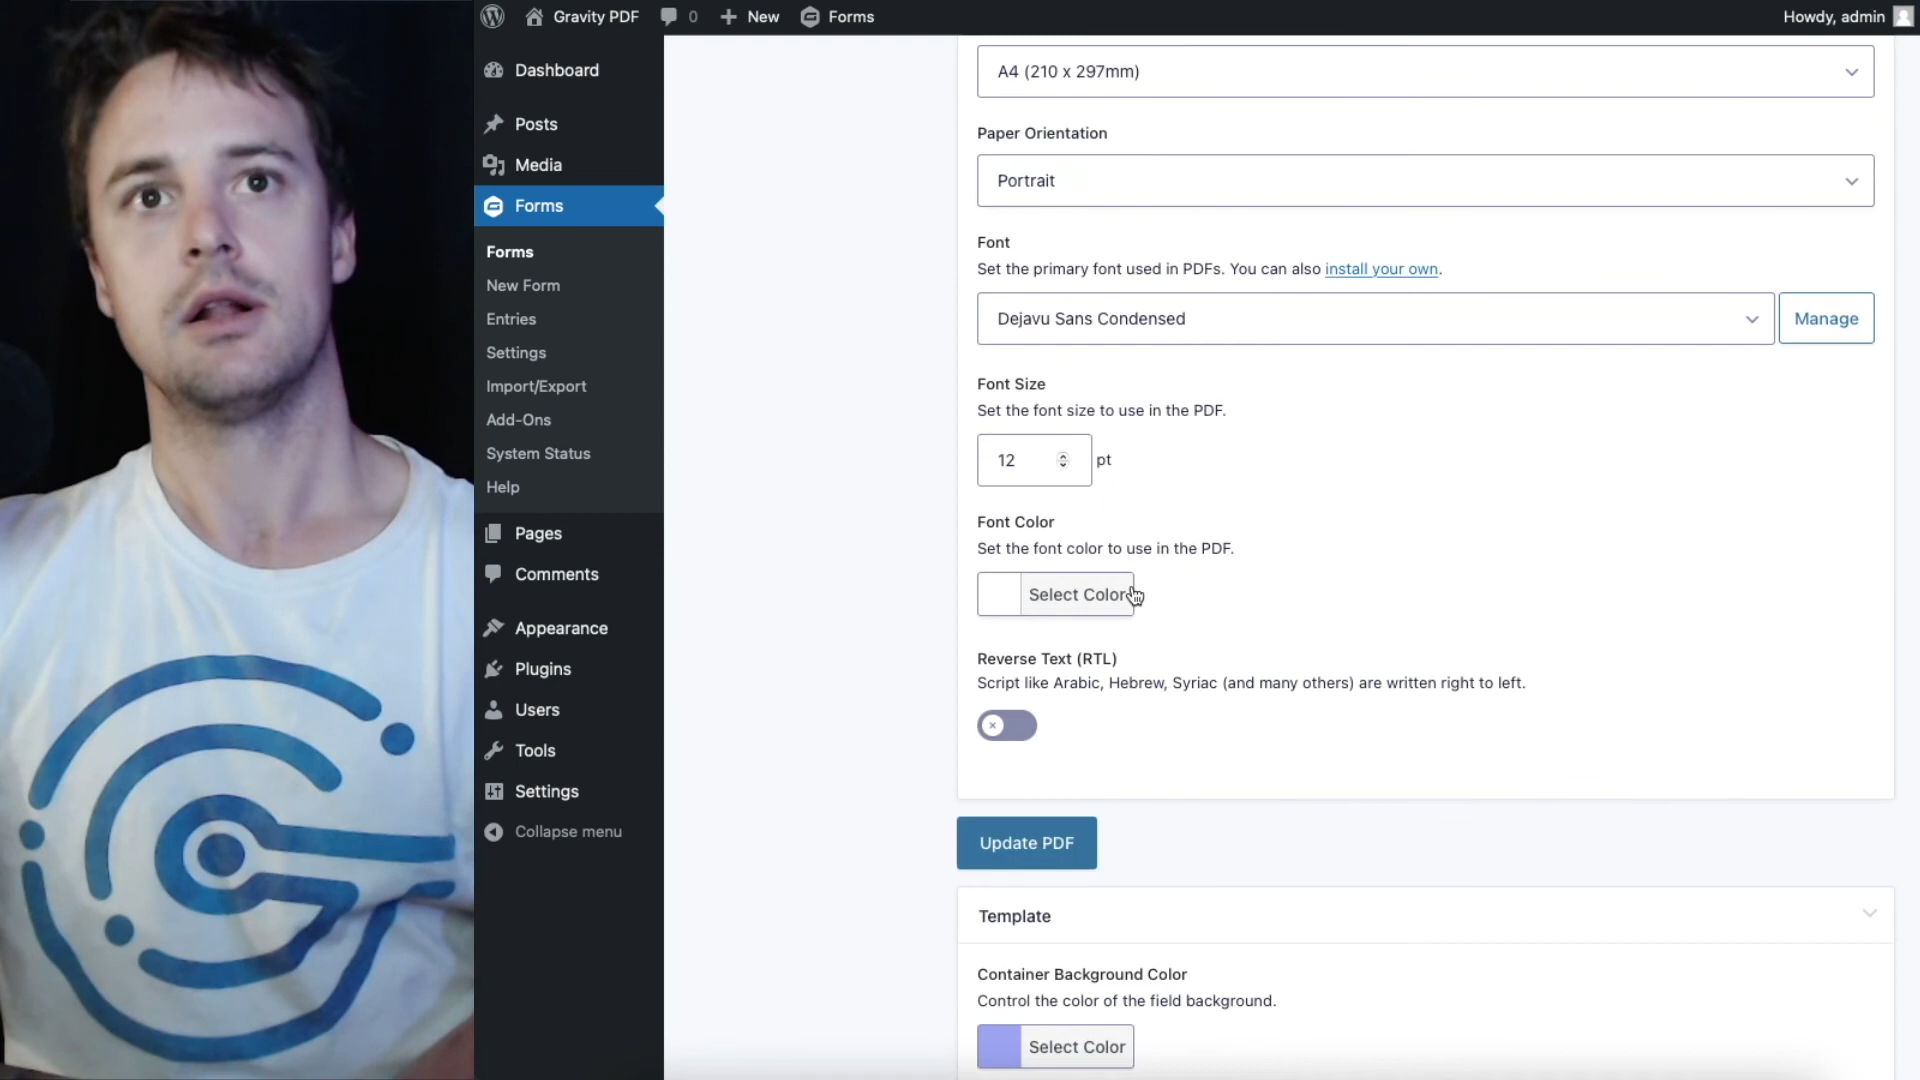 Gravity PDF
0
New
Forms
Howdy, admin
Dashboard
Posts
Media
Forms
Forms
New Form
Entries
Settings
Import/Export
Add-Ons
System Status
Help
Pages
Comments
Appearance
Plugins
Users
Tools
Settings
Collapse menu
A4 (210 x 297mm)
Paper Orientation
Portrait
Font
Set the primary font used in PDFs. You can also install your own.
Dejavu Sans Condensed
Manage
Font Size
Set the font size to use in the PDF.
12 pt
Font Color
Set the font color to use in the PDF.
Select Color
Reverse Text (RTL)
Script like Arabic, Hebrew, Syriac (and many others) are written right to left.
Update PDF
Template
Container Background Color
Control the color of the field background.
Select Color